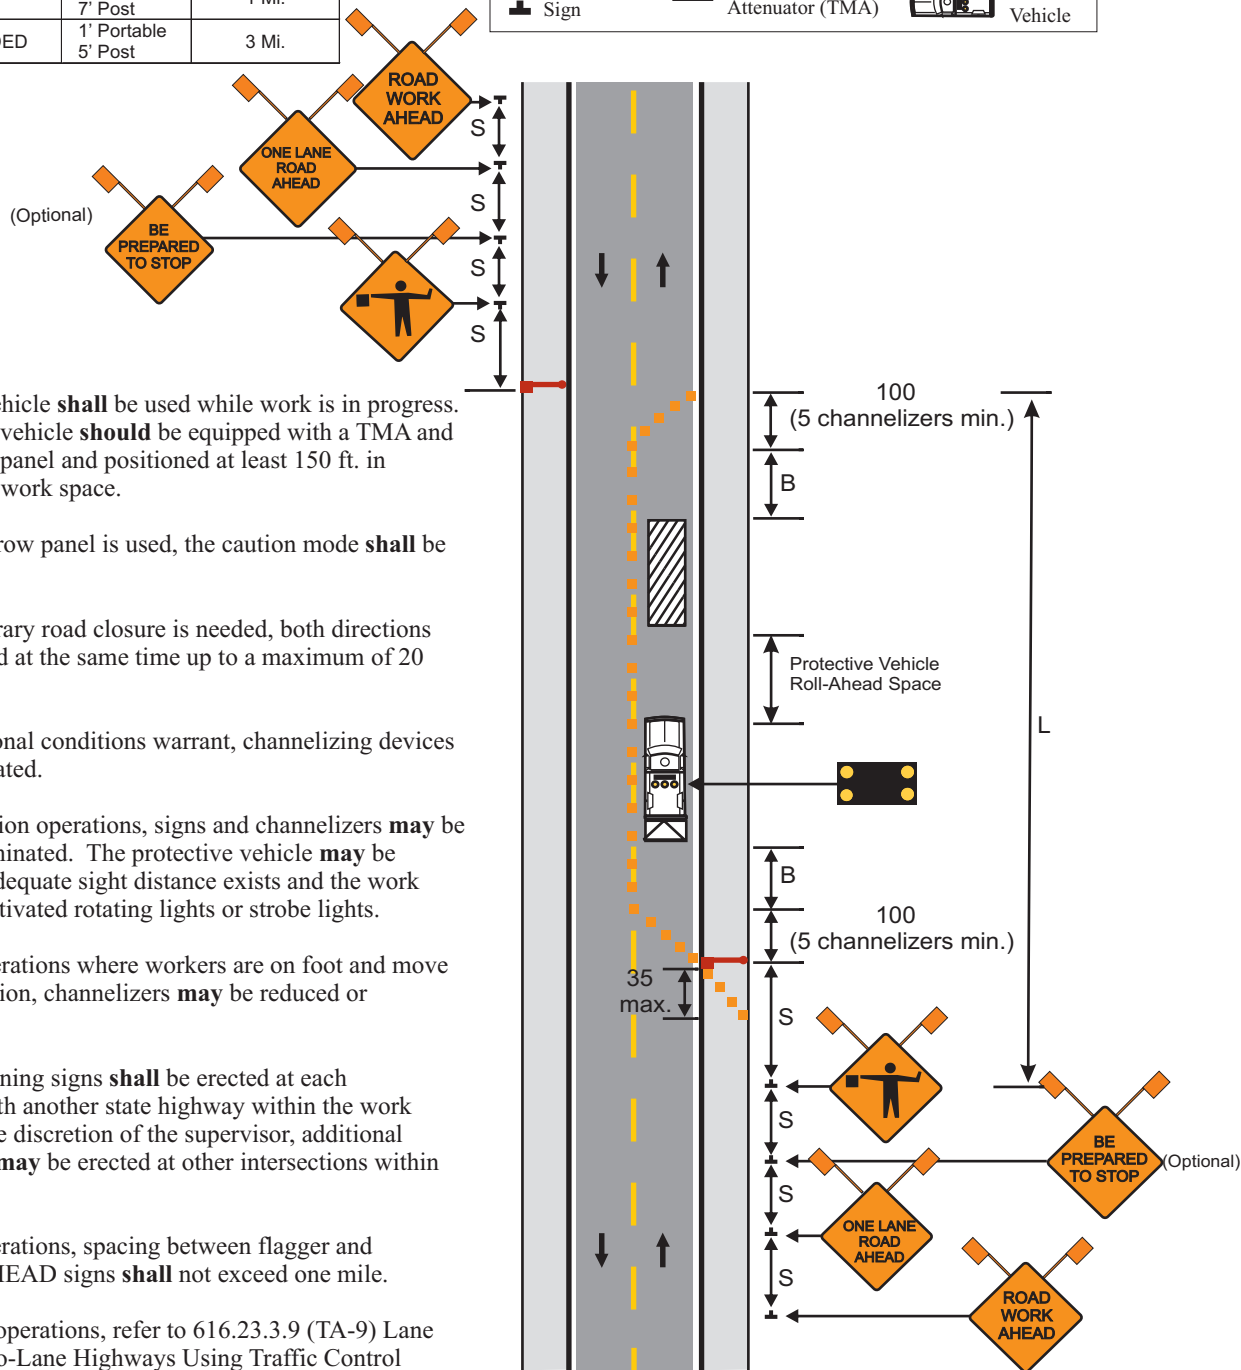 7' Post
1 Mi.
DED
1' Portable
5' Post
3 Mi.
Sign
Attenuator (TMA)
Vehicle
ROAD
WORK
AHEAD
S
ONE LANE
ROAD
AHEAD
S
(Optional)
BE
PREPARED
TO STOP
S
S
ehicle shall be used while work is in progress.
vehicle should be equipped with a TMA and
panel and positioned at least 150 ft. in
work space.
row panel is used, the caution mode shall be
rary road closure is needed, both directions
d at the same time up to a maximum of 20
onal conditions warrant, channelizing devices
ated.
ion operations, signs and channelizers may be
minated. The protective vehicle may be
dequate sight distance exists and the work
tivated rotating lights or strobe lights.
erations where workers are on foot and move
ion, channelizers may be reduced or
ning signs shall be erected at each
th another state highway within the work
e discretion of the supervisor, additional
may be erected at other intersections within
erations, spacing between flagger and
HEAD signs shall not exceed one mile.
operations, refer to 616.23.3.9 (TA-9) Lane
o-Lane Highways Using Traffic Control
100
(5 channelizers min.)
B
Protective Vehicle
Roll-Ahead Space
L
B
100
(5 channelizers min.)
35
max.
S
S
BE
PREPARED
TO STOP
(Optional)
S
ONE LANE
ROAD
AHEAD
S
ROAD
WORK
AHEAD